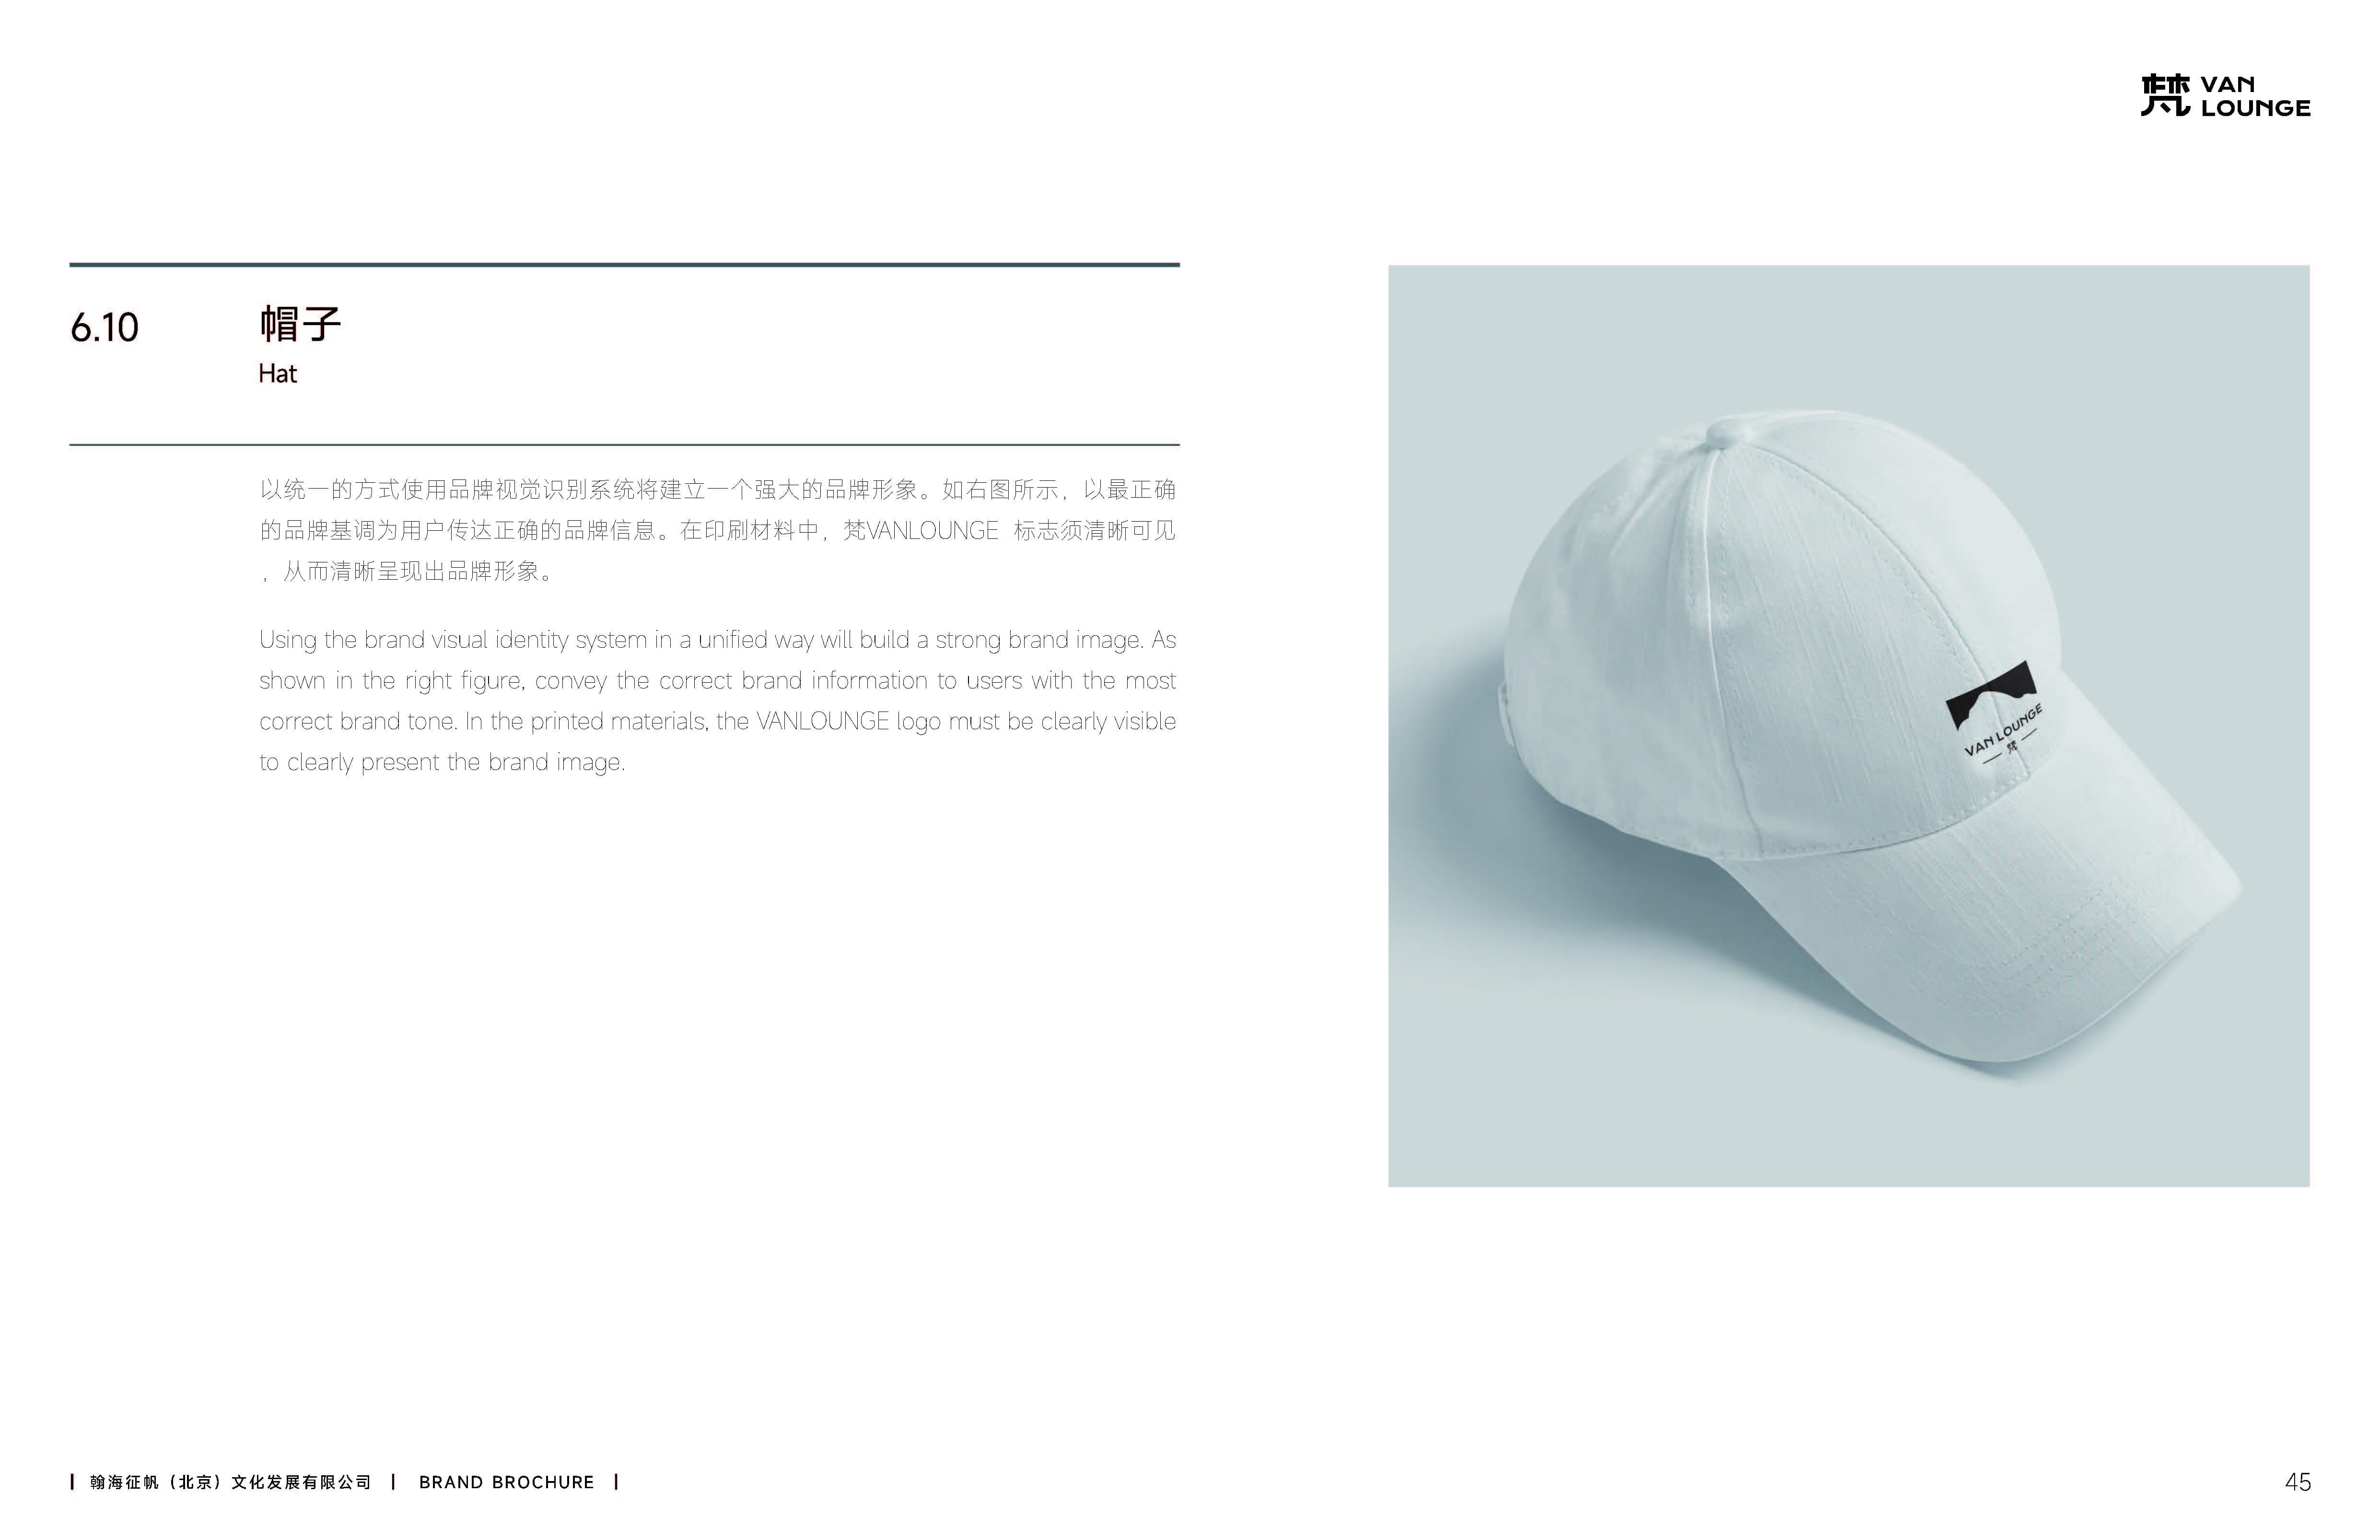 梵 VAN
LOUNGE
6.10
帽子
Hat
以统一的方式使用品牌视觉识别系统将建立一个强大的品牌形象。如右图所示，以最正确
的品牌基调为用户传达正确的品牌信息。在印刷材料中，梵VANLOUNGE 标志须清晰可见
，从而清晰呈现出品牌形象。
Using the brand visual identity system in a unified way will build a strong brand image. As
shown in the right figure, convey the correct brand information to users with the most
correct brand tone. In the printed materials, the VANLOUNGE logo must be clearly visible
to clearly present the brand image.
VAN LOUNGE
梵
| 翰海征帆（北京）文化发展有限公司 | BRAND BROCHURE |
45